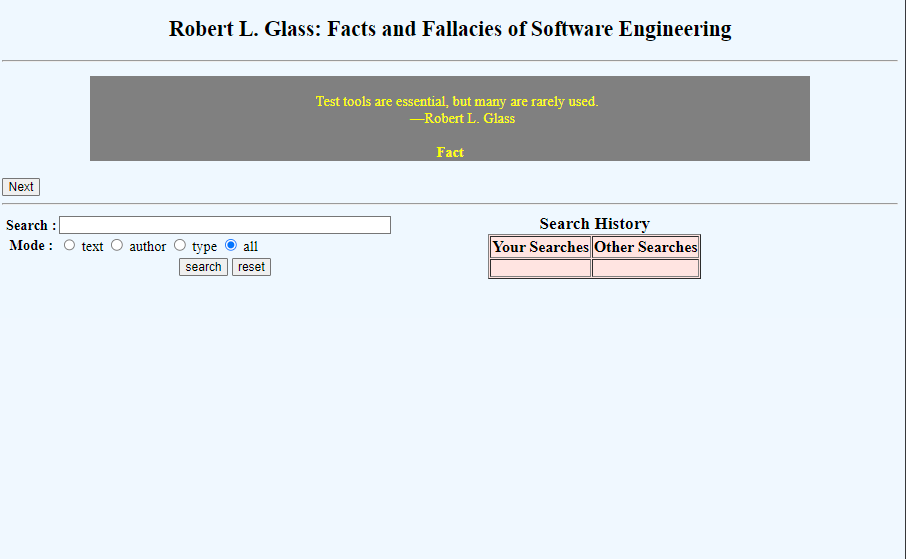 Robert L. Glass: Facts and Fallacies of Software Engineering
Test tools are essential, but many are rarely used.
—Robert L. Glass
Fact
Next
Search :
Mode : text author type all
search reset
Search History
Your Searches Other Searches